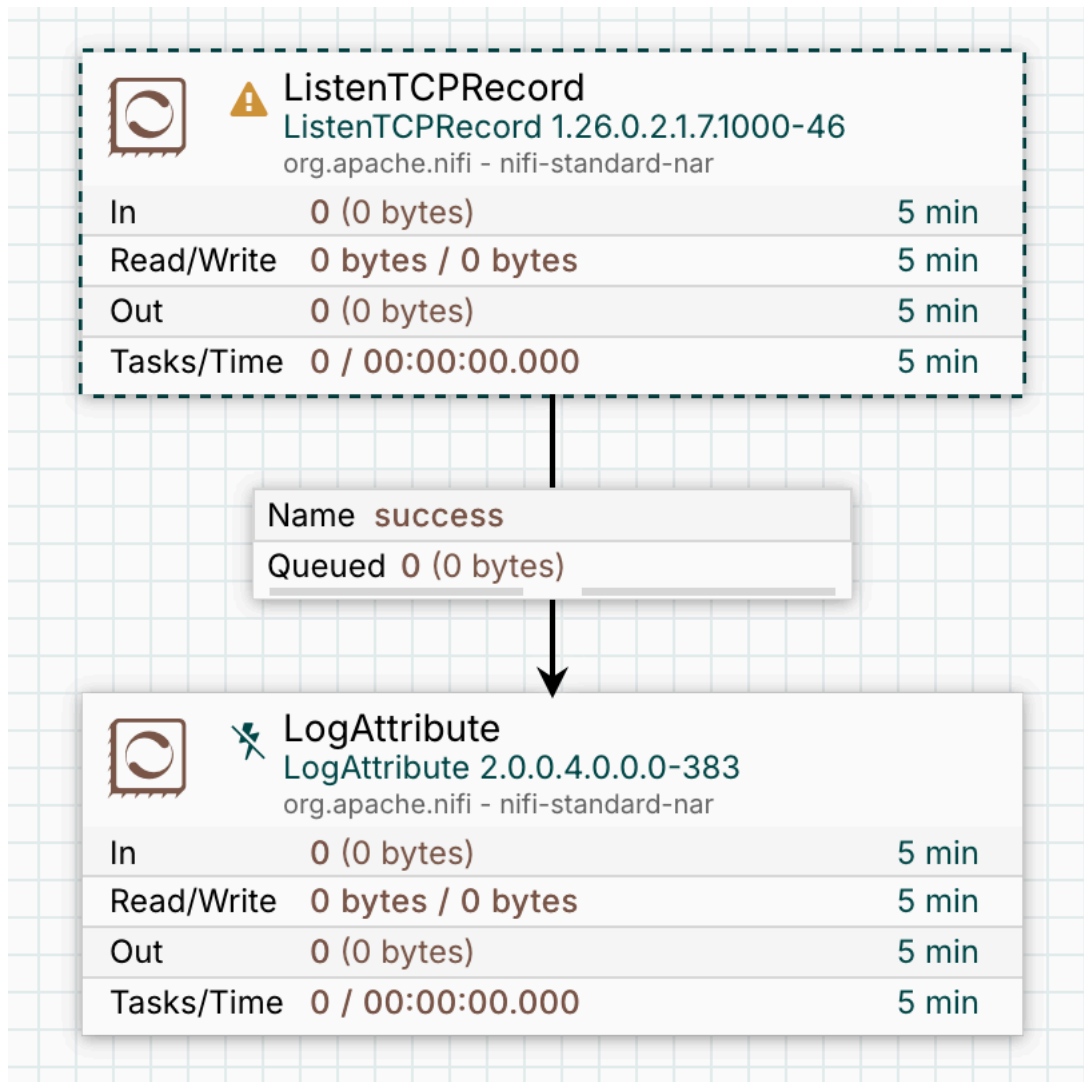 ListenTCPRecord
ListenTCPRecord 1.26.0.2.1.7.1000-46
org.apache.nifi - nifi-standard-nar
In 0 (0 bytes) 5 min
Read/Write 0 bytes / 0 bytes 5 min
Out 0 (0 bytes) 5 min
Tasks/Time 0 / 00:00:00.000 5 min
Name success
Queued 0 (0 bytes)
LogAttribute
LogAttribute 2.0.0.4.0.0.0-383
org.apache.nifi - nifi-standard-nar
In 0 (0 bytes) 5 min
Read/Write 0 bytes / 0 bytes 5 min
Out 0 (0 bytes) 5 min
Tasks/Time 0 / 00:00:00.000 5 min